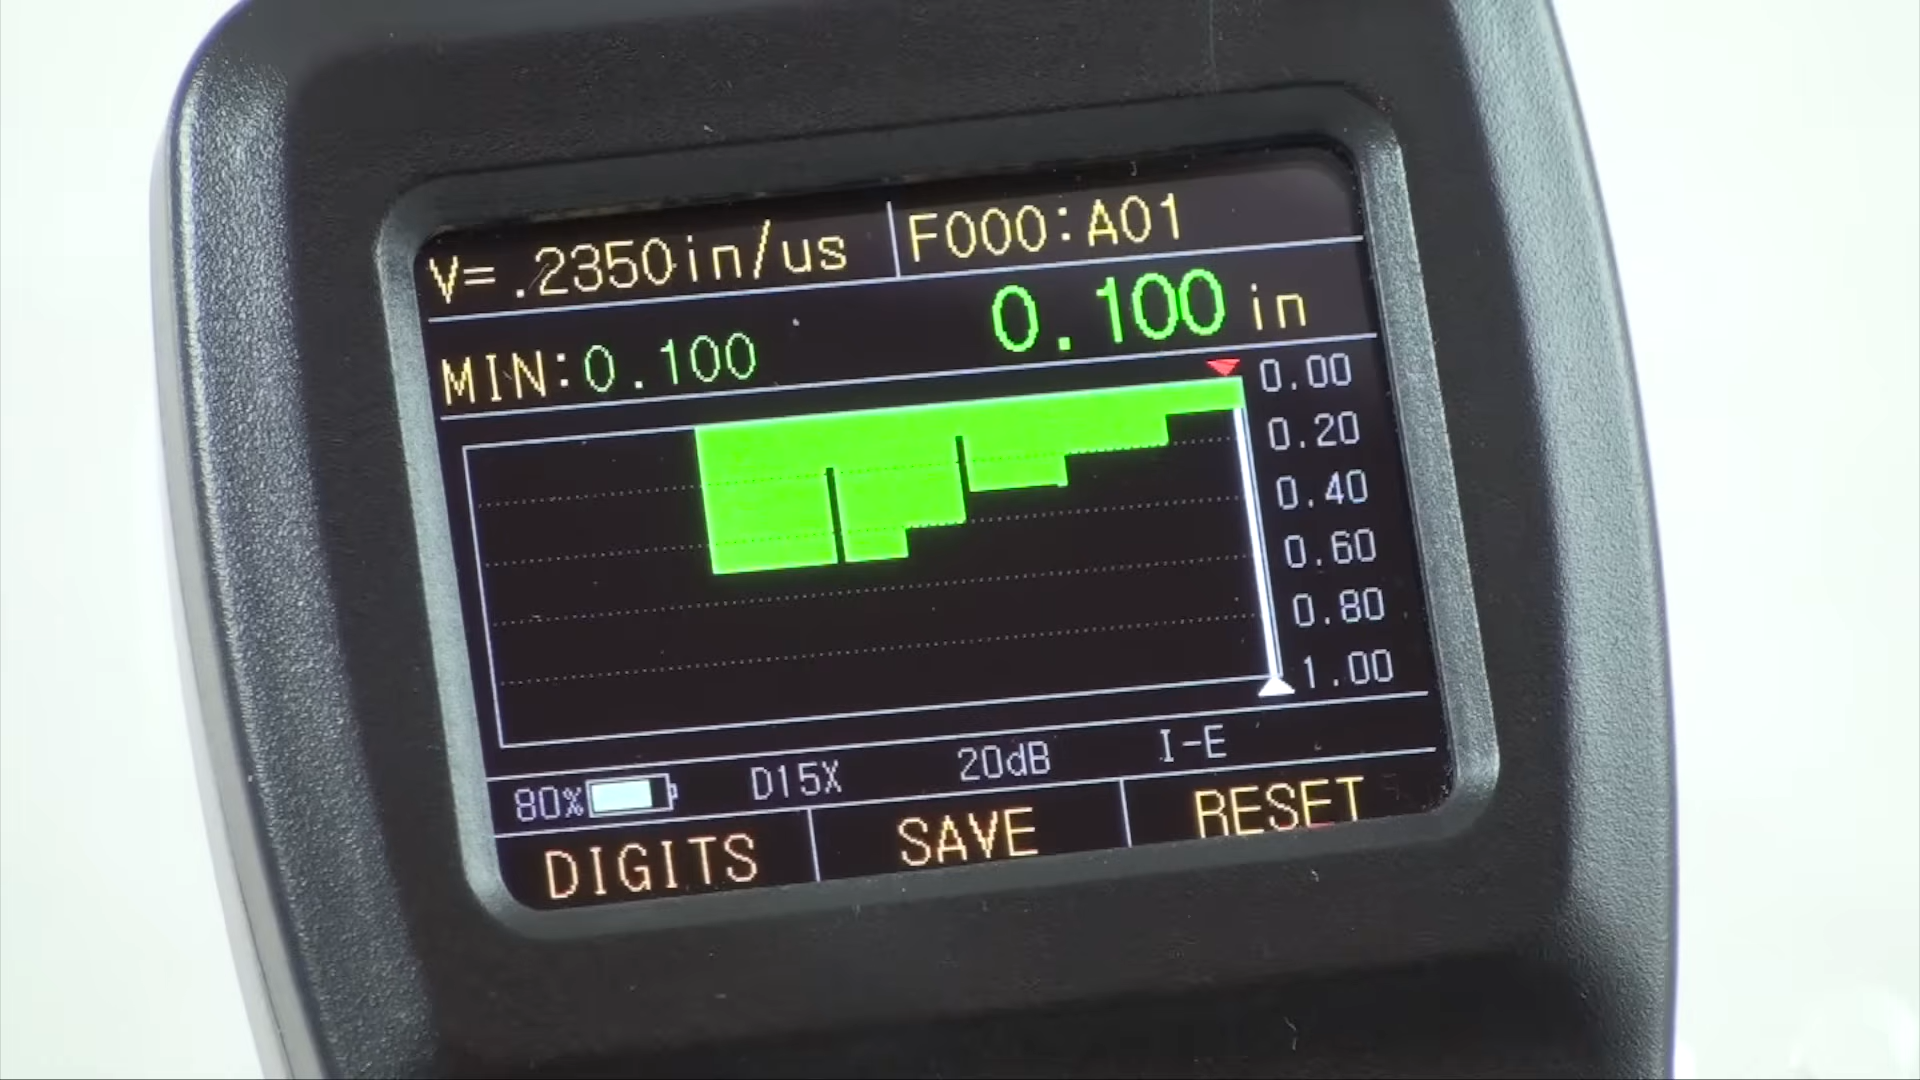 V=.2350in/us F000:A01
MIN:0.100 0.100 in
0.00
0.20
0.40
0.60
0.80
1.00
80% D15X 20dB I-E
DIGITS SAVE RESET